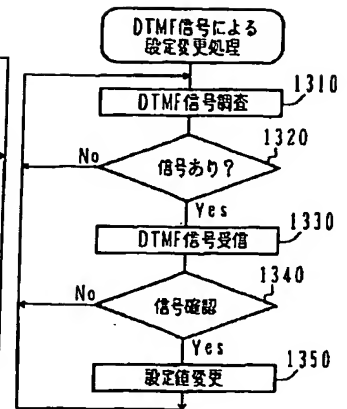 DTMF信号による
設定変更処理
1310
DTMF信号調査
1320
No
信号あり?
Yes
1330
DTMF信号受信
1340
No
信号確認
Yes
1350
設定値変更